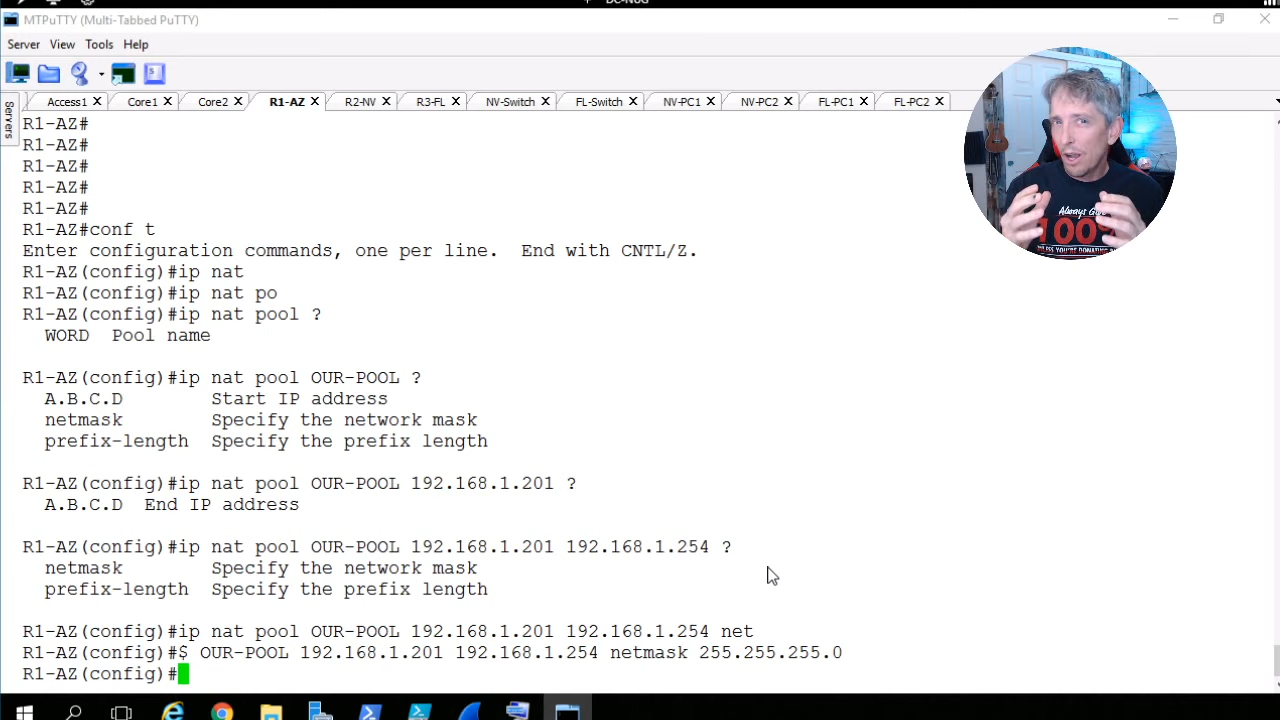 DC-NUG
MTPuTTY (Multi-Tabbed PuTTY)
Server View Tools Help
Servers
Access1 Core1 Core2 R1-AZ R2-NV R3-FL NV-Switch FL-Switch NV-PC1 NV-PC2 FL-PC1 FL-PC2
R1-AZ#
R1-AZ#
R1-AZ#
R1-AZ#
R1-AZ#
R1-AZ#conf t
Enter configuration commands, one per line.  End with CNTL/Z.
R1-AZ(config)#ip nat
R1-AZ(config)#ip nat po
R1-AZ(config)#ip nat pool ?
  WORD  Pool name
R1-AZ(config)#ip nat pool OUR-POOL ?
  A.B.C.D        Start IP address
  netmask        Specify the network mask
  prefix-length  Specify the prefix length
R1-AZ(config)#ip nat pool OUR-POOL 192.168.1.201 ?
  A.B.C.D  End IP address
R1-AZ(config)#ip nat pool OUR-POOL 192.168.1.201 192.168.1.254 ?
  netmask        Specify the network mask
  prefix-length  Specify the prefix length
R1-AZ(config)#ip nat pool OUR-POOL 192.168.1.201 192.168.1.254 net
R1-AZ(config)#$ OUR-POOL 192.168.1.201 192.168.1.254 netmask 255.255.255.0
R1-AZ(config)#
Always Give
100%